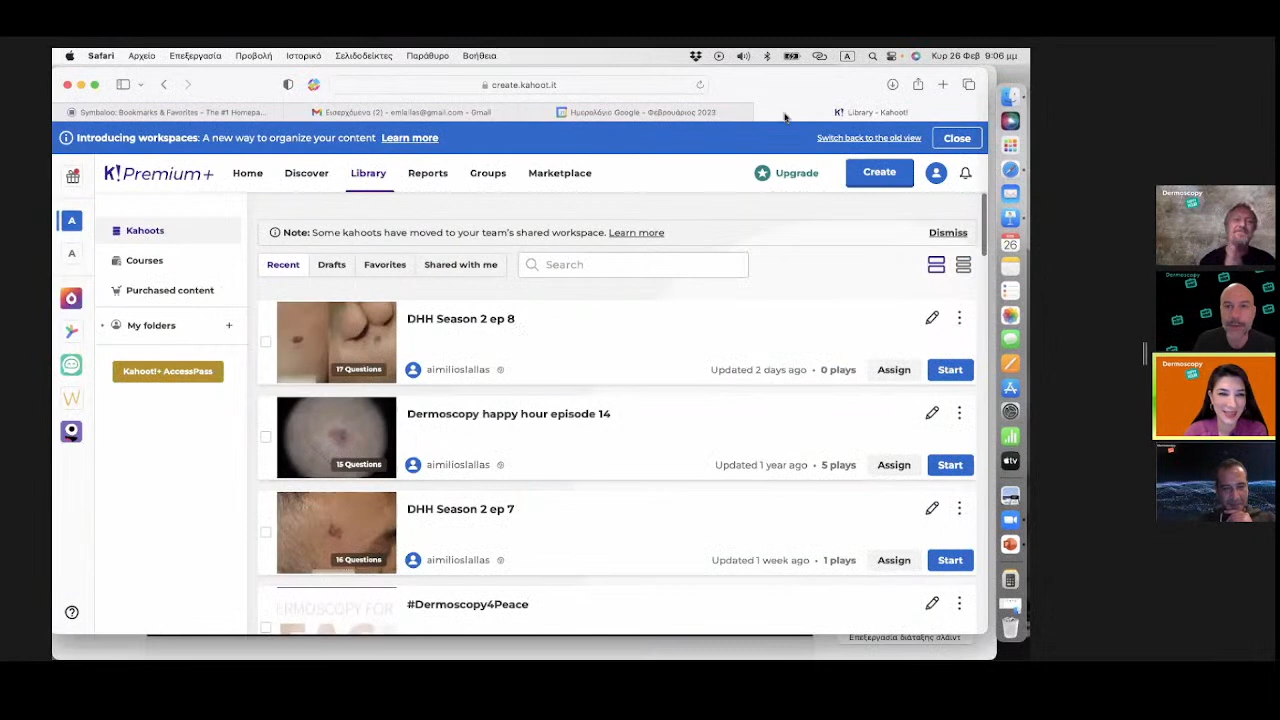 Safari Αρχείο Επεξεργασία Προβολή Ιστορικό Σελιδοδείκτες Παράθυρο Βοήθεια A Κυρ 26 Φεβ 9:06 μμ
create.kahoot.it
Symbaloo: Bookmarks & Favorites - The #1 Homepa... Εισερχόμενα (2) - emlallas@gmail.com - Gmail Ημερολόγιο Google - Φεβρουάριος 2023 K! Library - Kahoot!
Introducing workspaces: A new way to organize your content Learn more Switch back to the old view Close
K!Premium+ Home Discover Library Reports Groups Marketplace Upgrade Create
A
A
W
Kahoots
Courses
Purchased content
My folders +
Kahoot!+ AccessPass
Note: Some kahoots have moved to your team's shared workspace. Learn more Dismiss
Recent Drafts Favorites Shared with me Search
DHH Season 2 ep 8
17 Questions aimilioslallas Updated 2 days ago • 0 plays Assign Start
Dermoscopy happy hour episode 14
15 Questions aimilioslallas Updated 1 year ago • 5 plays Assign Start
DHH Season 2 ep 7
16 Questions aimilioslallas Updated 1 week ago • 1 plays Assign Start
#Dermoscopy4Peace
ERMOSCOPY FOR
Επεξεργασία διάταξης σλάιντ
26
tv
Dermoscopy
Dermoscopy
Dermoscopy